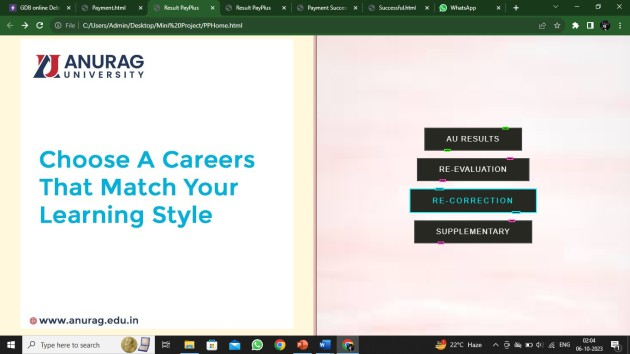 GDB online Deb
Payment.html
Result PayPlus
Result PayPlus
Payment Succes
Successful.html
WhatsApp
File
C:/Users/Admin/Desktop/Mini%20Project/PPHome.html
ANURAG
UNIVERSITY
Choose A Careers
That Match Your
Learning Style
www.anurag.edu.in
AU RESULTS
RE-EVALUATION
RE-CORRECTION
SUPPLEMENTARY
Type here to search
22°C Haze
ENG
02:04
06-10-2023